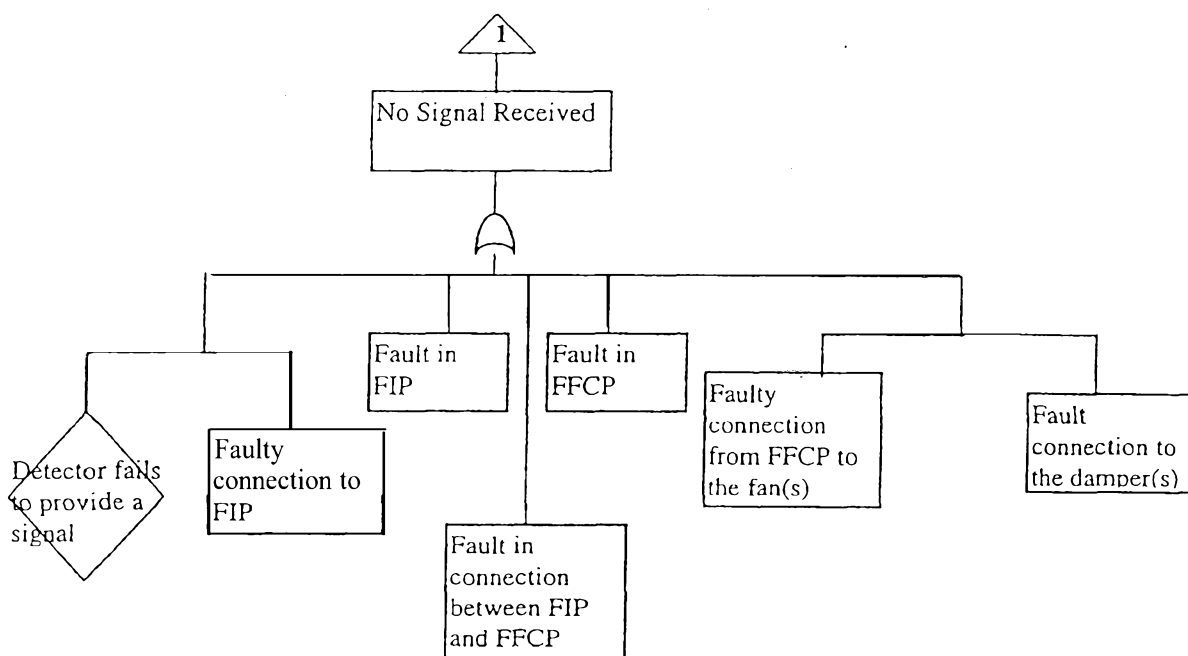 1
No Signal Received
Fault in
FIP
Fault in
FFCP
Faulty
connection
from FFCP to
the fan(s)
Fault
connection to
the damper(s)
Detector fails
to provide a
signal
Faulty
connection to
FIP
Fault in
connection
between FIP
and FFCP